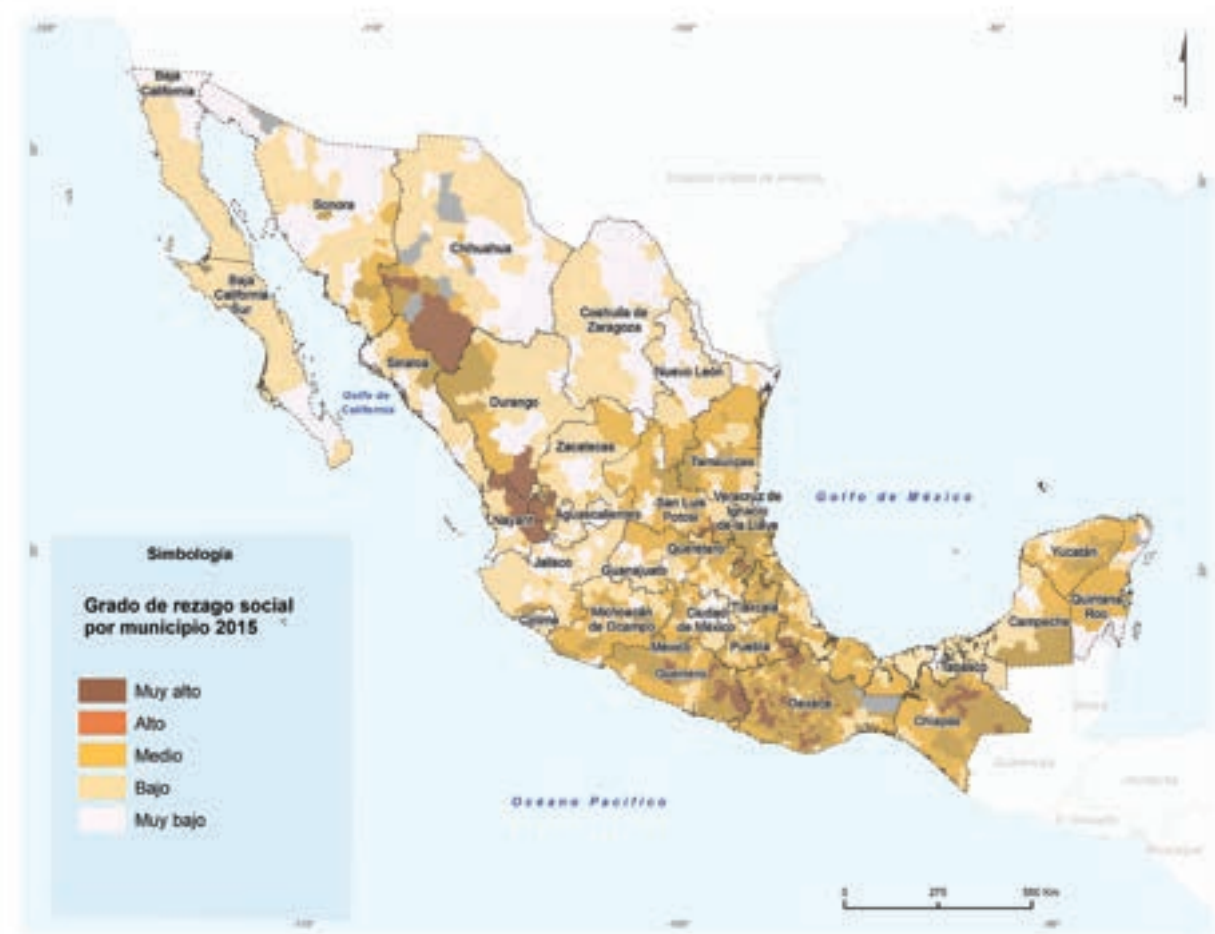 Baja
California
Sonora
Chihuahua
Baja
California
Sur
Coahuila de
Zaragoza
Sinaloa
Nuevo León
Golfo de
California
Durango
Zacatecas
Tamaulipas
Golfo de México
San Luis
Potosí
Veracruz de
Ignacio
de la Llave
Nayarit
Aguascalientes
Querétaro
Jalisco
Guanajuato
Yucatán
Quintana
Roo
Campeche
Colima
Michoacán
de Ocampo
Ciudad
de México
Tlaxcala
México
Puebla
Tabasco
Guerrero
Oaxaca
Chiapas
Océano Pacífico
Simbología
Grado de rezago social
por municipio 2015
Muy alto
Alto
Medio
Bajo
Muy bajo
0 275 550 Km